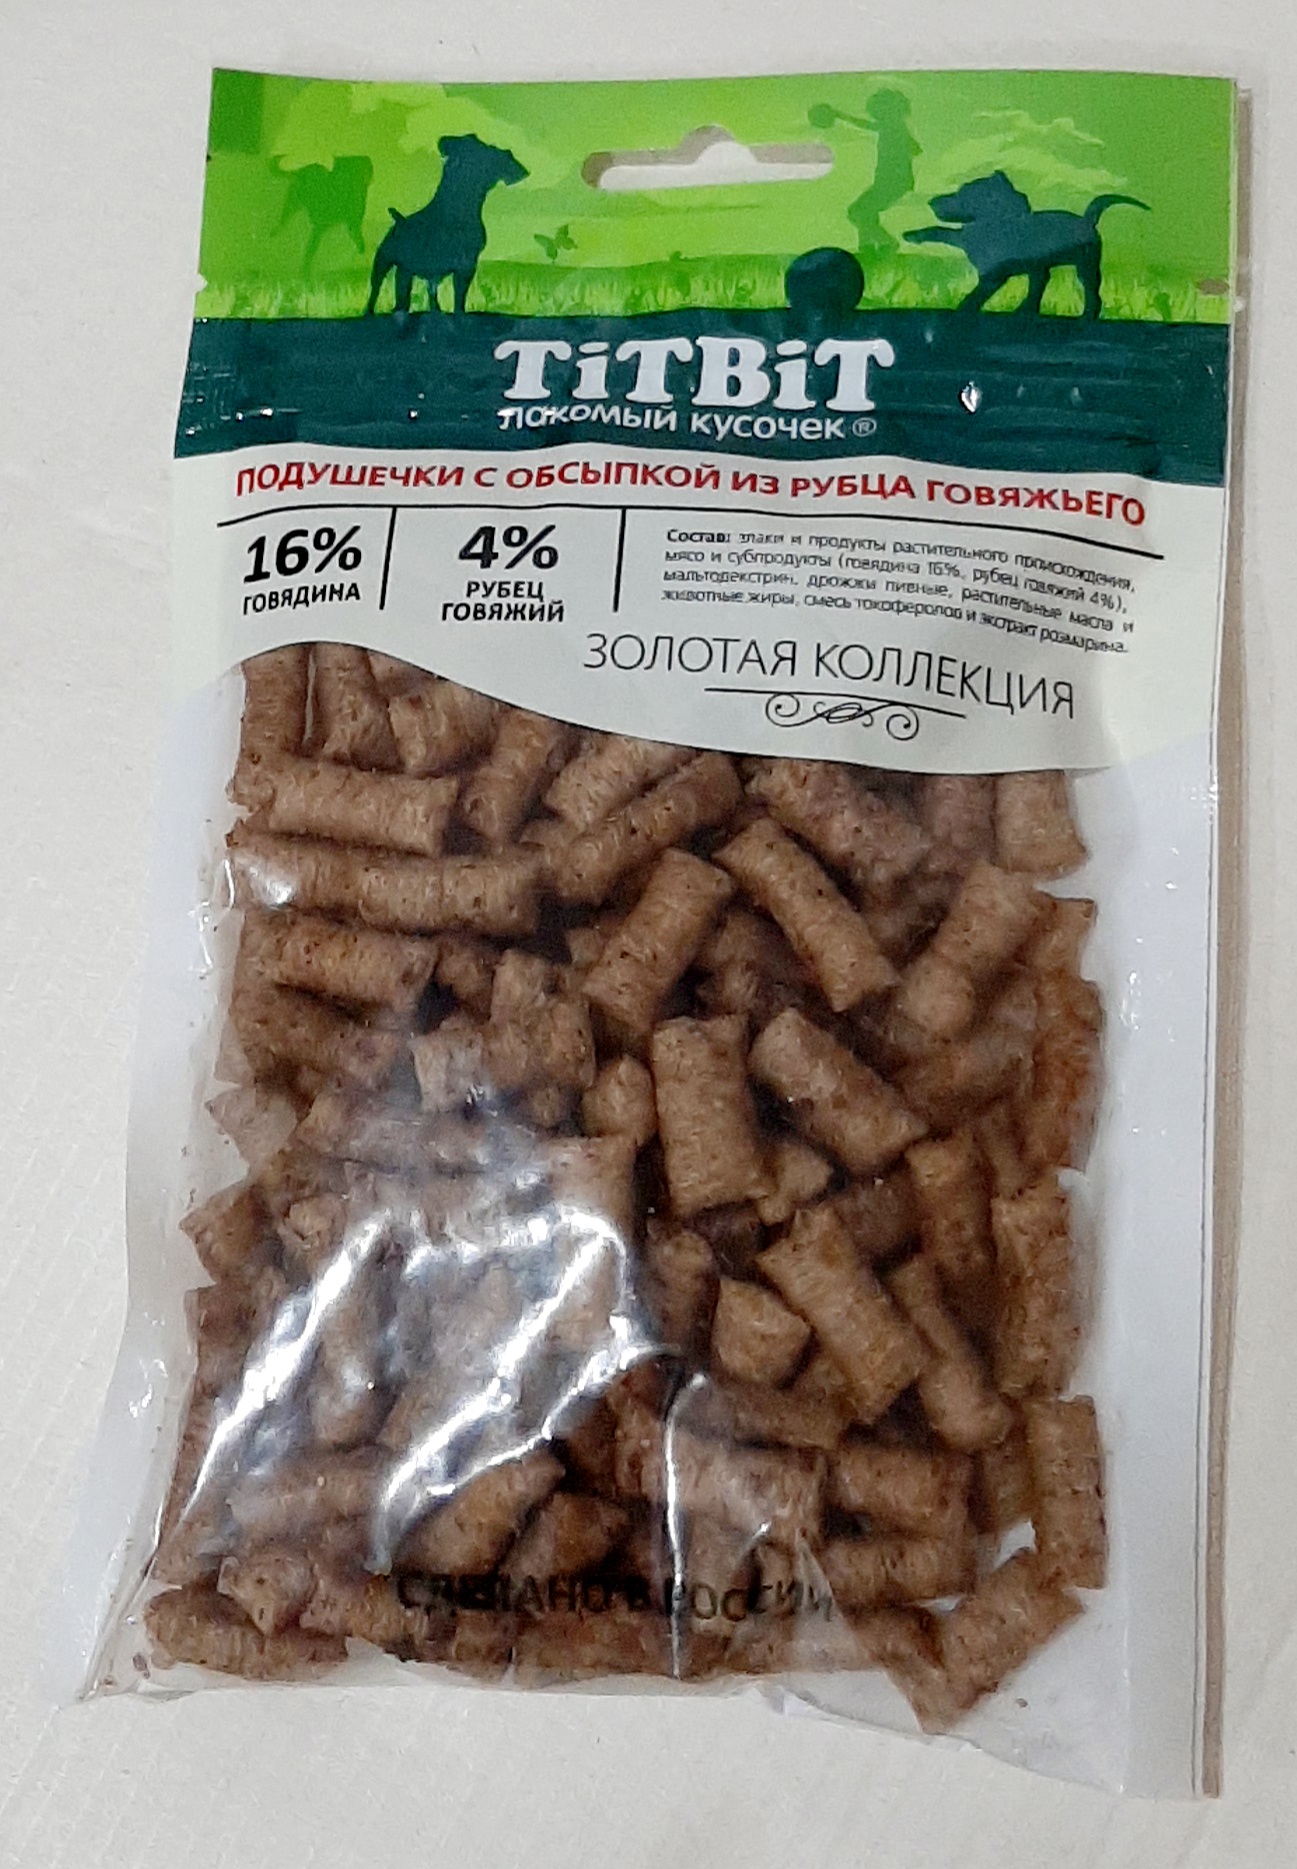 TiTBiT
лакомый кусочек®
ПОДУШЕЧКИ С ОБСЫПКОЙ ИЗ РУБЦА ГОВЯЖЬЕГО
16%
ГОВЯДИНА
4%
РУБЕЦ
ГОВЯЖИЙ
Состав: злаки и продукты растительного происхождения,
мясо и субпродукты (говядина 16%, рубец говяжий 4%),
мальтодекстрин, дрожжи пивные, растительные масла и
животные жиры, смесь токоферолов и экстракт розмарина.
ЗОЛОТАЯ КОЛЛЕКЦИЯ
СДЕЛАНО В РОССИИ